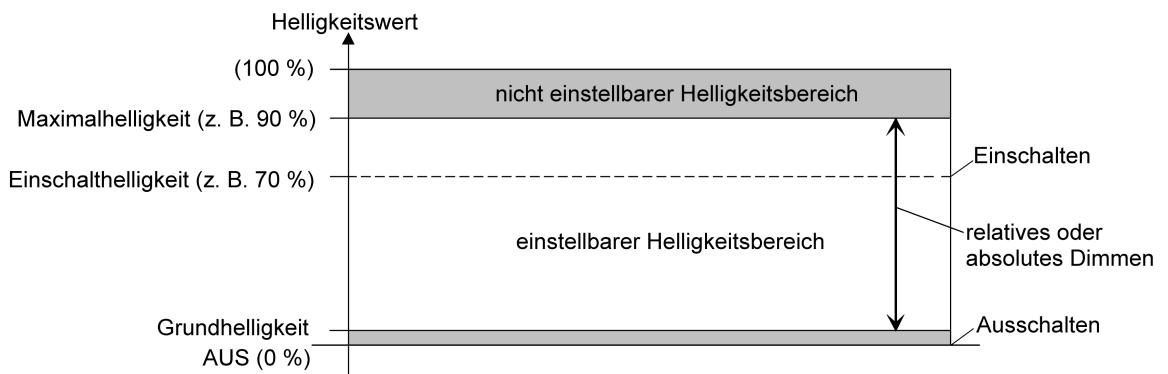 Helligkeitswert
(100 %)
nicht einstellbarer Helligkeitsbereich
Maximalhelligkeit (z. B. 90 %)
Einschalten
Einschalthelligkeit (z. B. 70 %)
relatives oder
absolutes Dimmen
einstellbarer Helligkeitsbereich
Grundhelligkeit
Ausschalten
AUS (0 %)